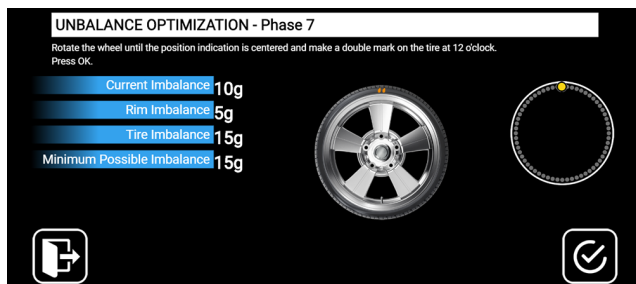 UNBALANCE OPTIMIZATION - Phase 7
Rotate the wheel until the position indication is centered and make a double mark on the tire at 12 o'clock.
Press OK.
Current Imbalance 10g
Rim Imbalance 5g
Tire Imbalance 15g
Minimum Possible Imbalance 15g